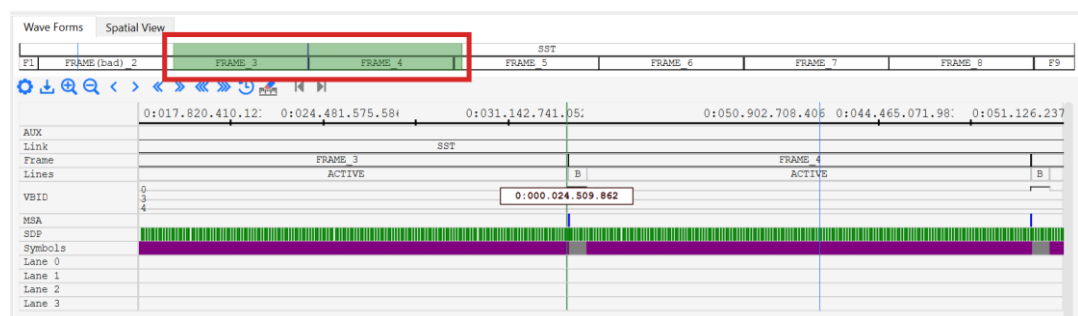 Wave Forms Spatial View
SST
F1 FRAME(bad)_2 FRAME_3 FRAME_4 FRAME_5 FRAME_6 FRAME_7 FRAME_8 F9
0:017.820.410.12: 0:024.481.575.58( 0:031.142.741.05: 0:050.902.708.406 0:044.465.071.98: 0:051.126.237
AUX
Link SST
Frame FRAME_3 FRAME_4
Lines ACTIVE B ACTIVE B
VBID 0 3 4 0:000.024.509.862
MSA
SDP
Symbols
Lane 0
Lane 1
Lane 2
Lane 3